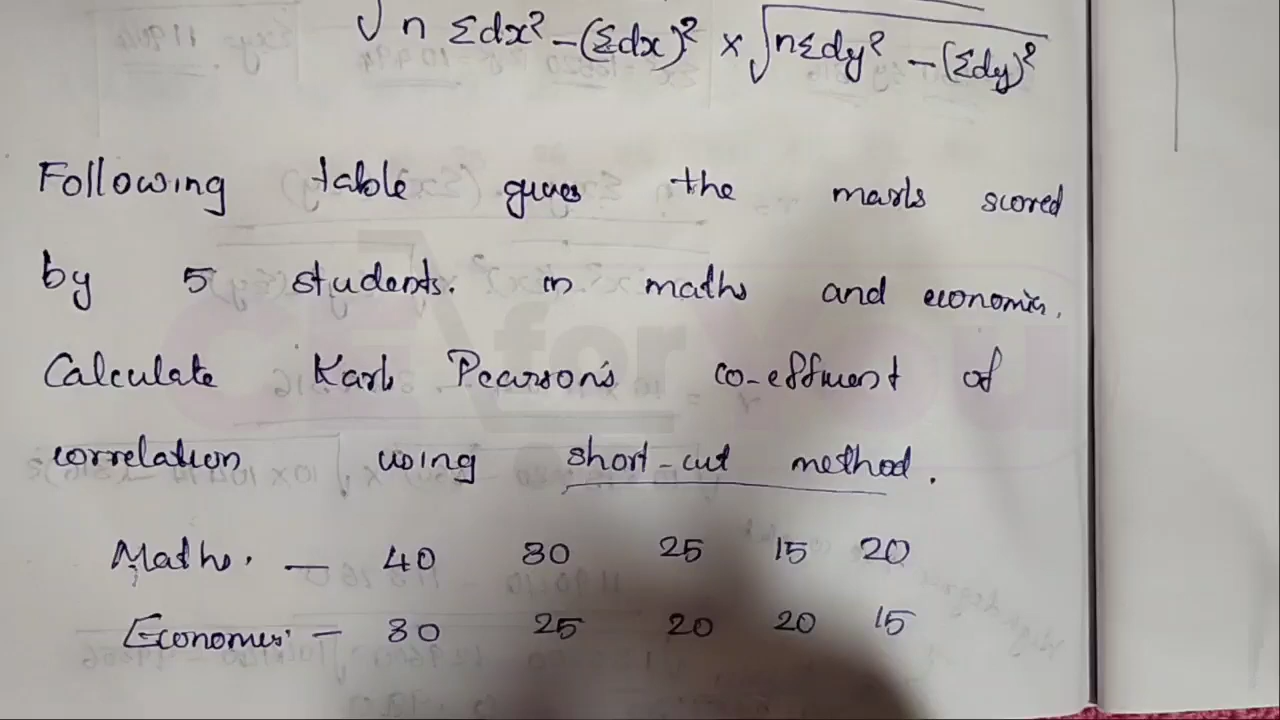 √n Σdx² - (Σdx)² × √nΣdy² - (Σdy)²
Following table gives the marks scored
by 5 students. in maths and economics.
Calculate Karl Pearson's co-efficient of
correlation using short-cut method.
Maths. - 40 30 25 15 20
Economics - 30 25 20 20 15